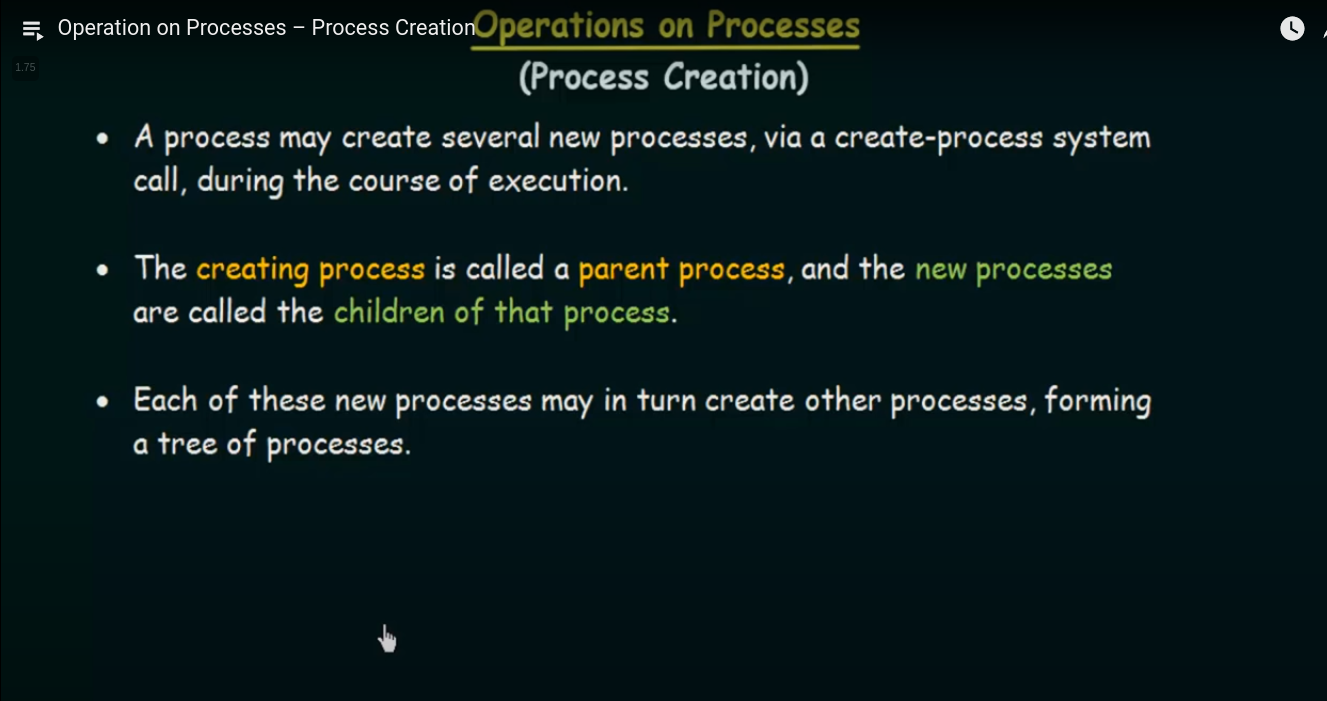 Operation on Processes – Process Creation
Operations on Processes
1.75
(Process Creation)
• A process may create several new processes, via a create-process system
call, during the course of execution.
• The creating process is called a parent process, and the new processes
are called the children of that process.
• Each of these new processes may in turn create other processes, forming
a tree of processes.